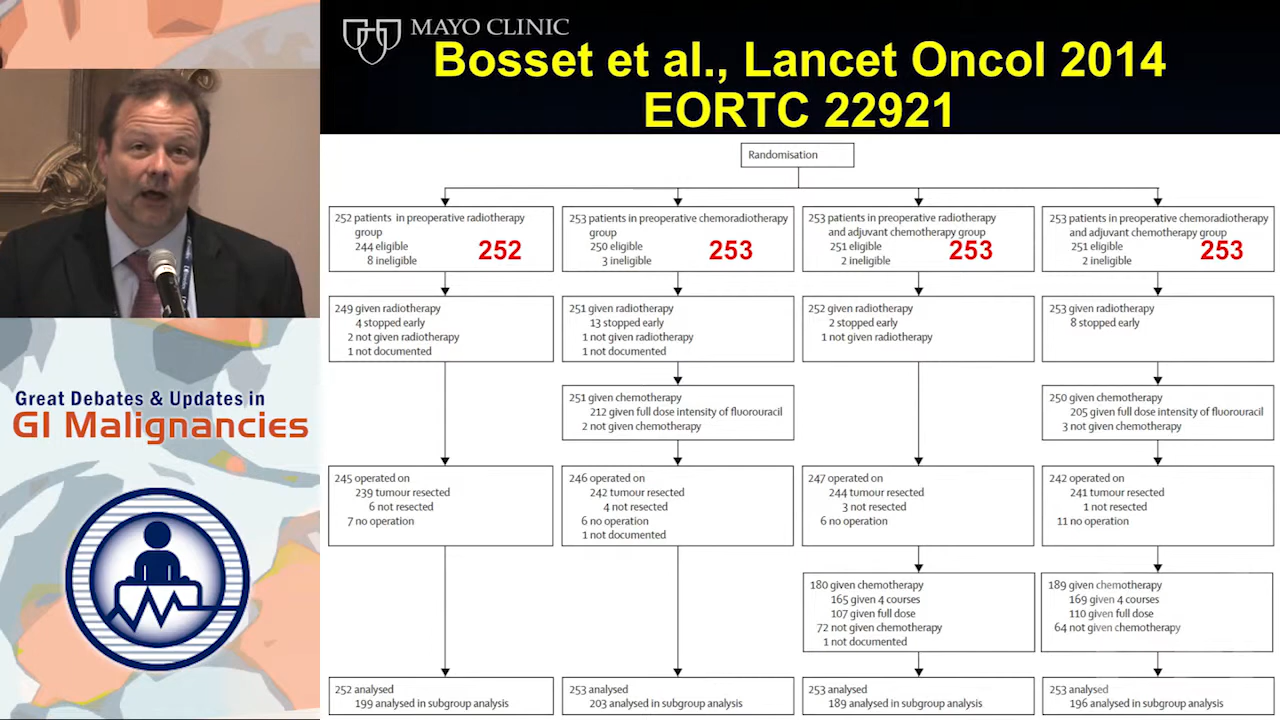 MAYO CLINIC
Bosset et al., Lancet Oncol 2014
EORTC 22921
Great Debates & Updates in
GI Malignancies
Randomisation
252 patients in preoperative radiotherapy
group
244 eligible
8 ineligible
252
253 patients in preoperative chemoradiotherapy
group
250 eligible
3 ineligible
253
253 patients in preoperative radiotherapy
and adjuvant chemotherapy group
251 eligible
2 ineligible
253
253 patients in preoperative chemoradiotherapy
and adjuvant chemotherapy group
251 eligible
2 ineligible
253
249 given radiotherapy
4 stopped early
2 not given radiotherapy
1 not documented
251 given radiotherapy
13 stopped early
1 not given radiotherapy
1 not documented
252 given radiotherapy
2 stopped early
1 not given radiotherapy
253 given radiotherapy
8 stopped early
251 given chemotherapy
212 given full dose intensity of fluorouracil
2 not given chemotherapy
250 given chemotherapy
205 given full dose intensity of fluorouracil
3 not given chemotherapy
245 operated on
239 tumour resected
6 not resected
7 no operation
246 operated on
242 tumour resected
4 not resected
6 no operation
1 not documented
247 operated on
244 tumour resected
3 not resected
6 no operation
242 operated on
241 tumour resected
1 not resected
11 no operation
180 given chemotherapy
165 given 4 courses
107 given full dose
72 not given chemotherapy
1 not documented
189 given chemotherapy
169 given 4 courses
110 given full dose
64 not given chemotherapy
252 analysed
199 analysed in subgroup analysis
253 analysed
203 analysed in subgroup analysis
253 analysed
189 analysed in subgroup analysis
253 analysed
196 analysed in subgroup analysis